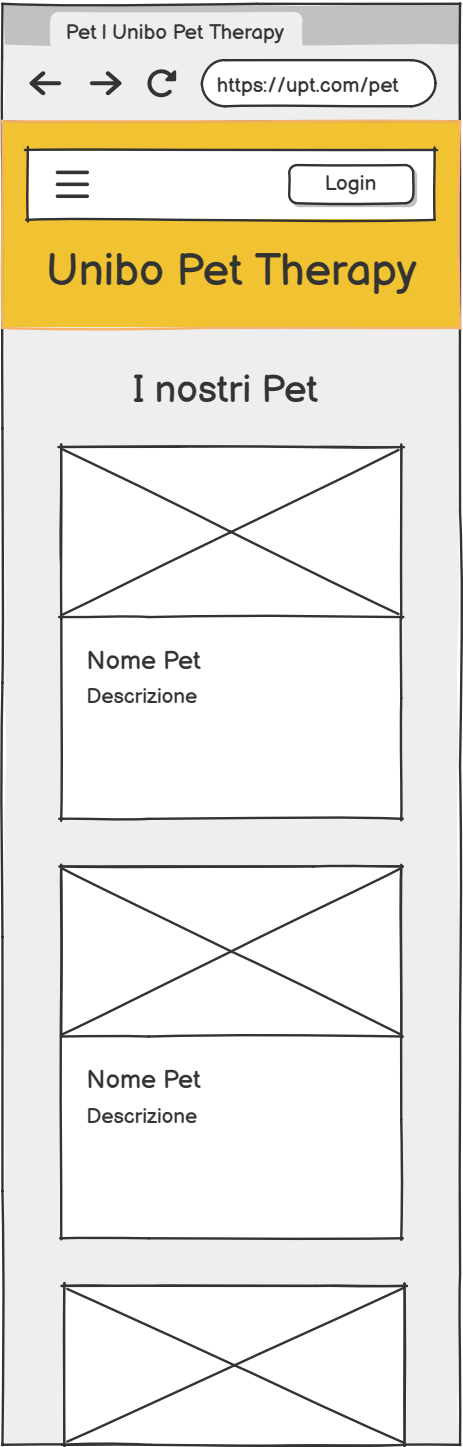 Pet | Unibo Pet Therapy
https://upt.com/pet
Login
Unibo Pet Therapy
I nostri Pet
Nome Pet
Descrizione
Nome Pet
Descrizione